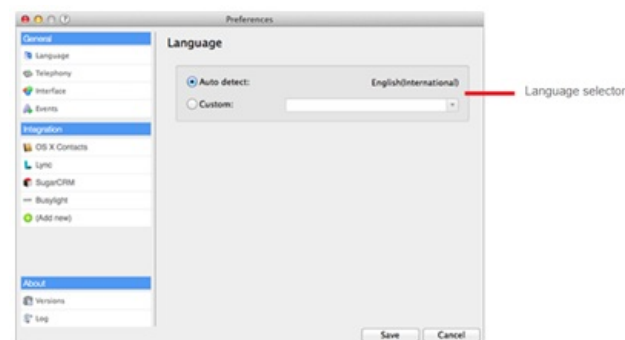 Preferences
General
Language
Telephony
Interface
Events
Integration
OS X Contacts
Lync
SugarCRM
Busylight
(Add new)
About
Versions
Log
Language
Auto detect:
English(International)
Custom:
Save
Cancel
Language selector